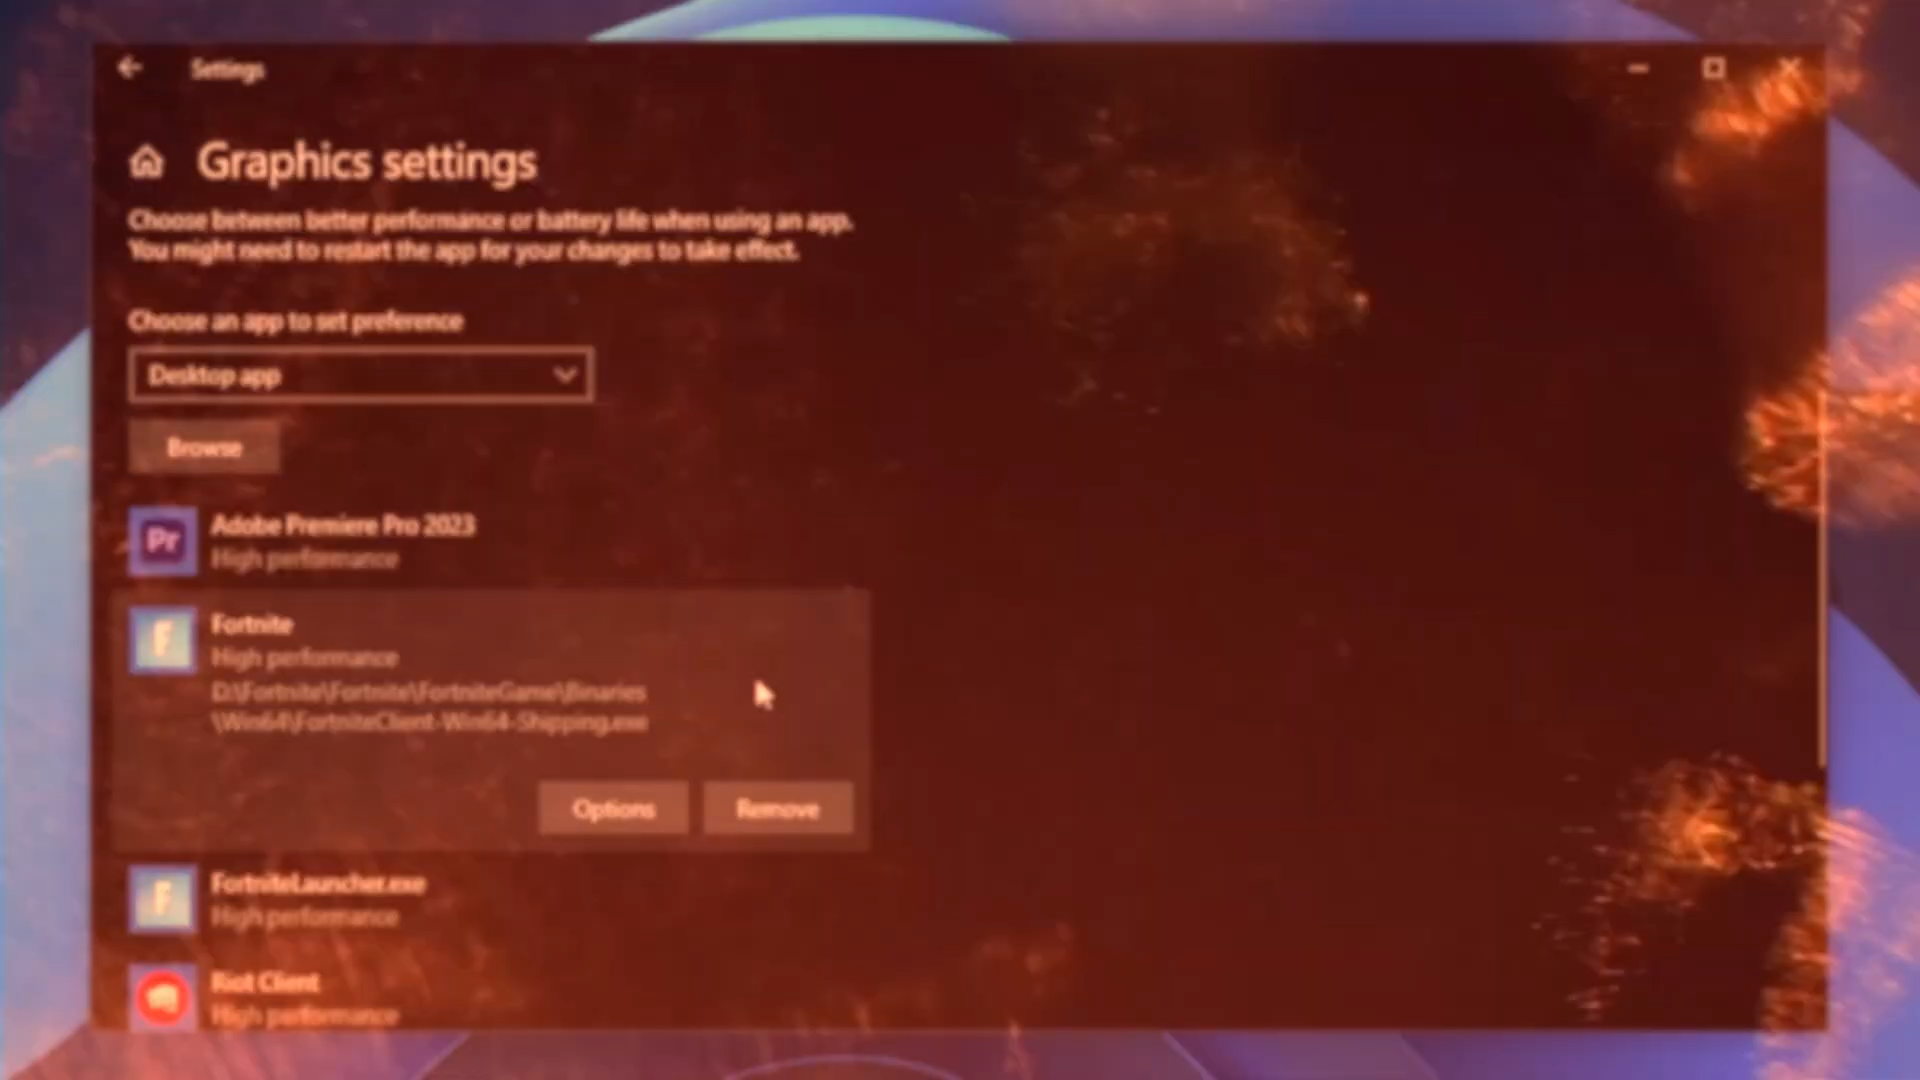 Settings
Graphics settings
Choose between better performance or battery life when using an app.
You might need to restart the app for your changes to take effect.
Choose an app to set preference
Desktop app
Browse
Pr
Adobe Premiere Pro 2023
High performance
F
Fortnite
High performance
D:\Fortnite\Fortnite\FortniteGame\Binaries
\Win64\FortniteClient-Win64-Shipping.exe
Options
Remove
F
FortniteLauncher.exe
High performance
Riot Client
High performance